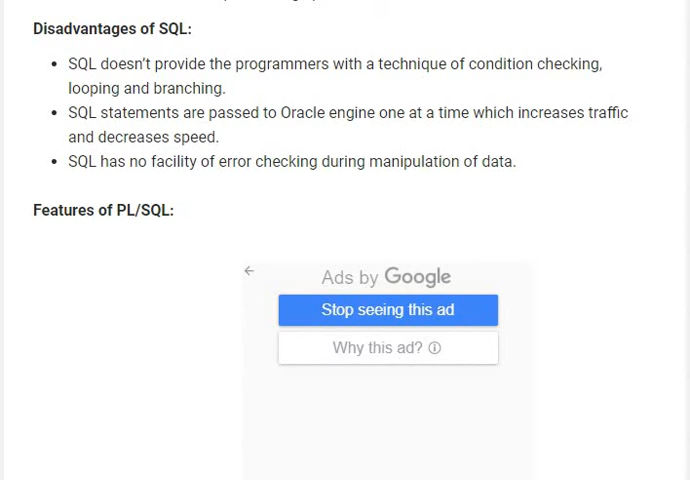 Disadvantages of SQL:
• SQL doesn’t provide the programmers with a technique of condition checking,
looping and branching.
• SQL statements are passed to Oracle engine one at a time which increases traffic
and decreases speed.
• SQL has no facility of error checking during manipulation of data.
Features of PL/SQL:
Ads by Google
Stop seeing this ad
Why this ad?